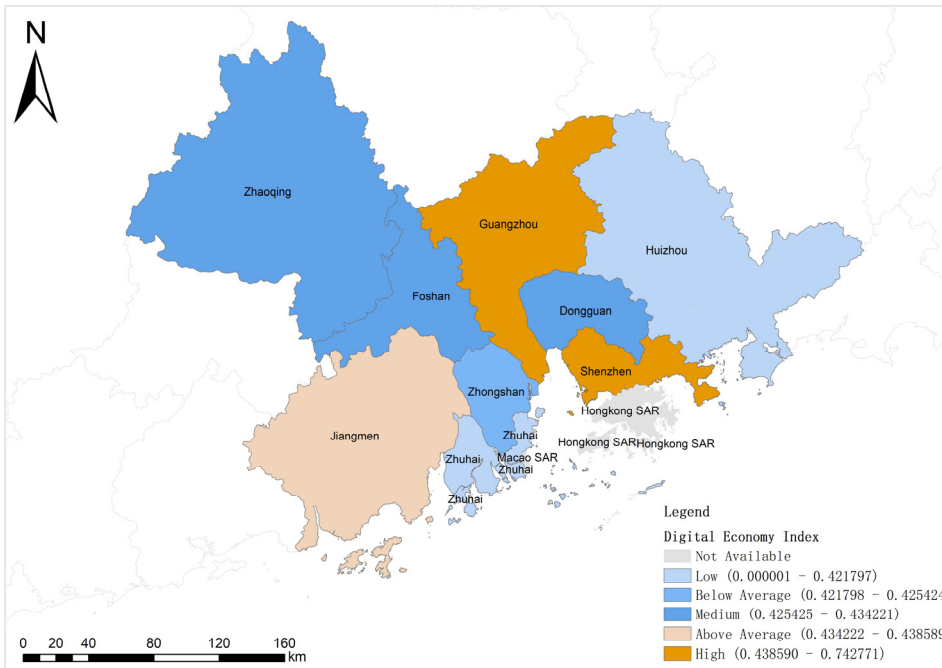 N
Zhaoqing
Guangzhou
Huizhou
Foshan
Dongguan
Shenzhen
Zhongshan
Hongkong SAR
Jiangmen
Zhuhai
Hongkong SAR
Hongkong SAR
Zhuhai
Macao SAR
Zhuhai
Zhuhai
Legend
Digital Economy Index
Not Available
Low (0.000001 - 0.421797)
Below Average (0.421798 - 0.425424
Medium (0.425425 - 0.434221)
Above Average (0.434222 - 0.438589
High (0.438590 - 0.742771)
0 20 40 80 120 160
km